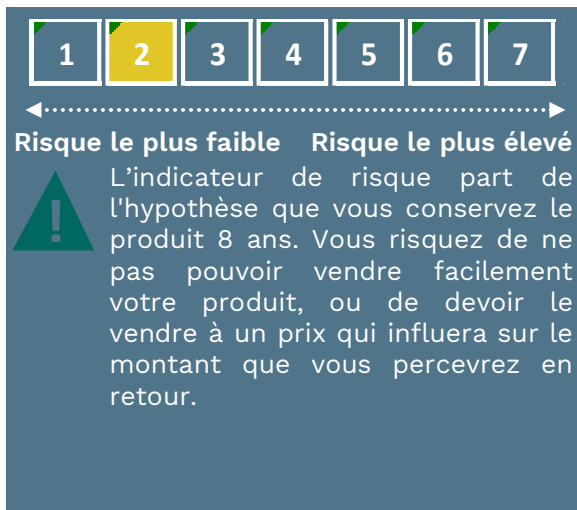 1 2 3 4 5 6 7
Risque le plus faible Risque le plus élevé
L’indicateur de risque part de
l'hypothèse que vous conservez le
produit 8 ans. Vous risquez de ne
pas pouvoir vendre facilement
votre produit, ou de devoir le
vendre à un prix qui influera sur le
montant que vous percevrez en
retour.